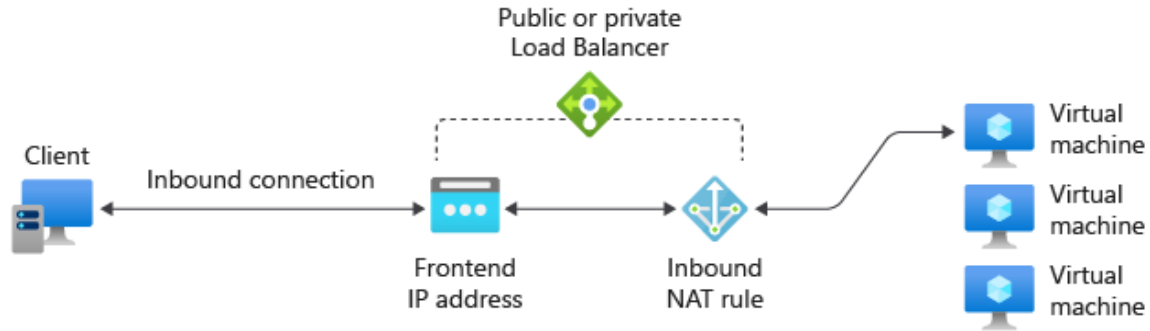 Public or private
Load Balancer
Client
Inbound connection
Frontend
IP address
Inbound
NAT rule
Virtual
machine
Virtual
machine
Virtual
machine